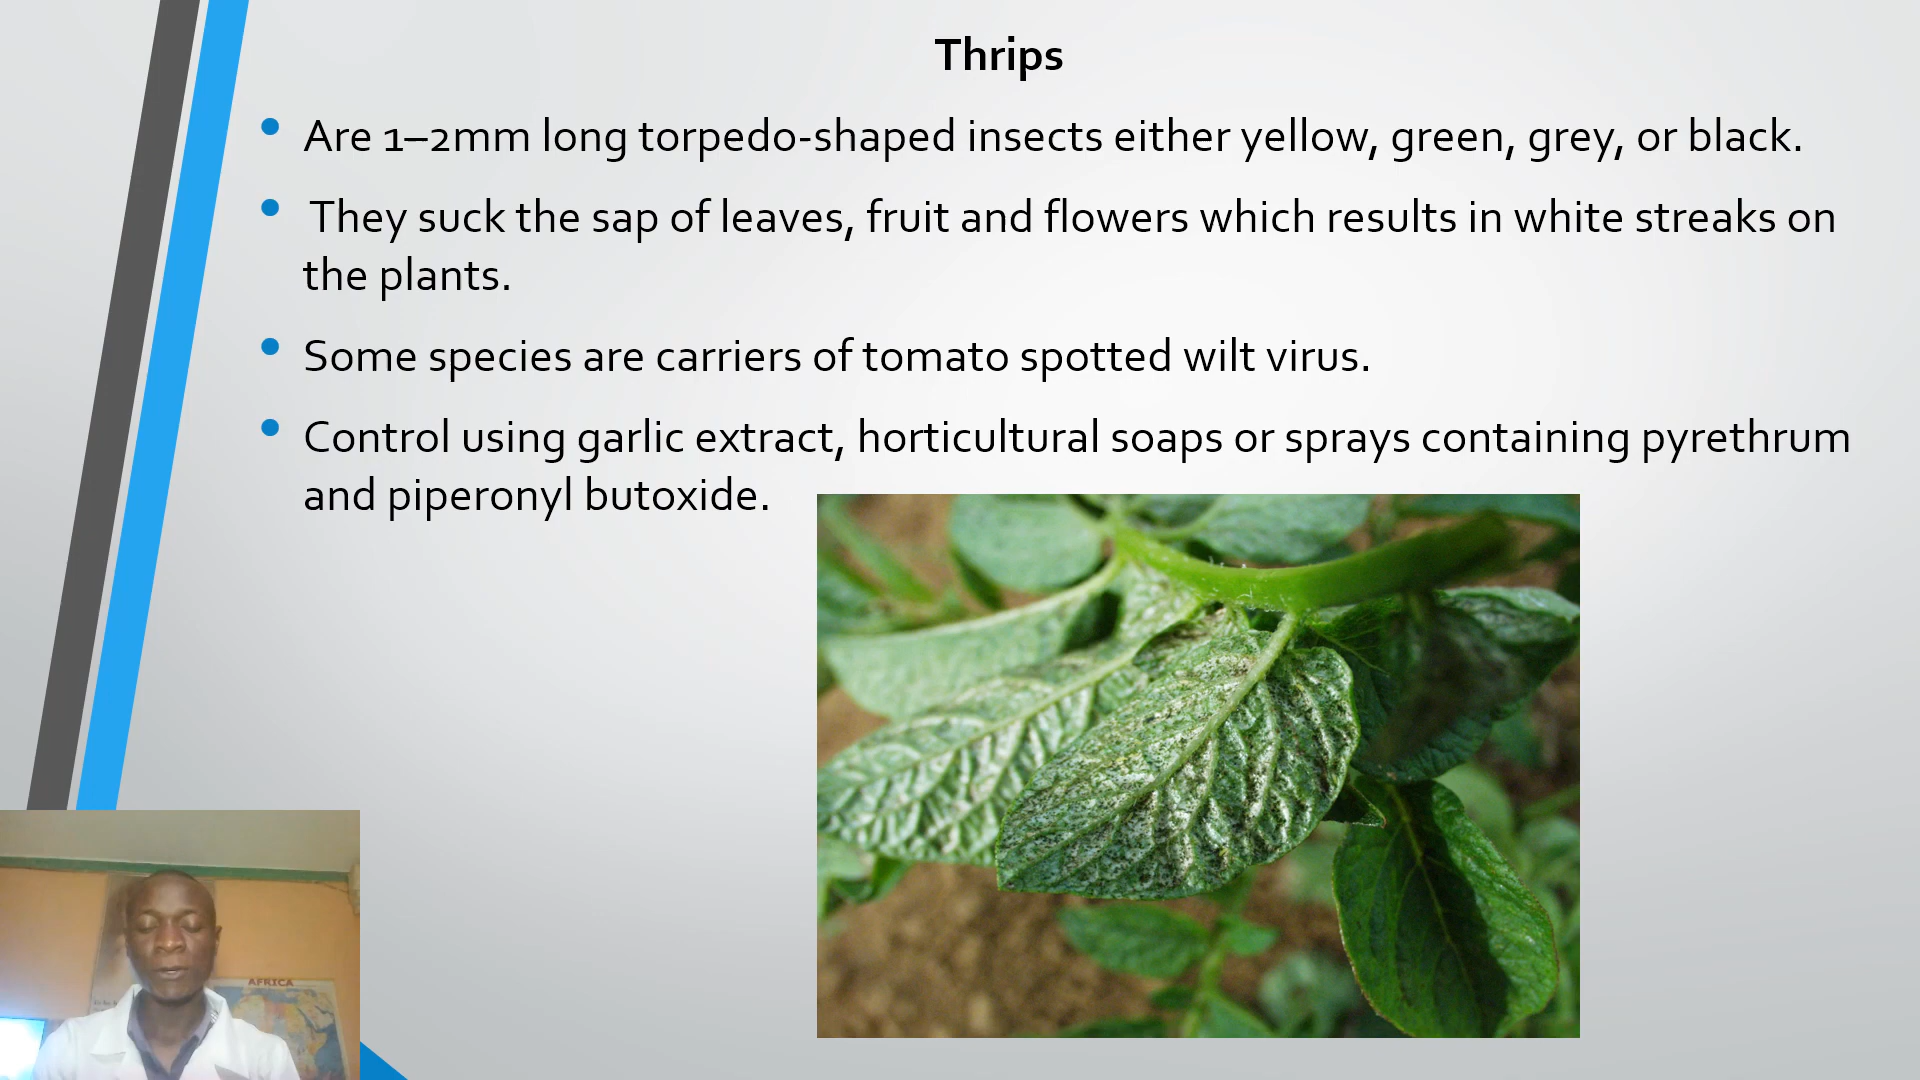 Thrips
• Are 1–2mm long torpedo-shaped insects either yellow, green, grey, or black.
• They suck the sap of leaves, fruit and flowers which results in white streaks on
the plants.
• Some species are carriers of tomato spotted wilt virus.
• Control using garlic extract, horticultural soaps or sprays containing pyrethrum
and piperonyl butoxide.
AFRICA